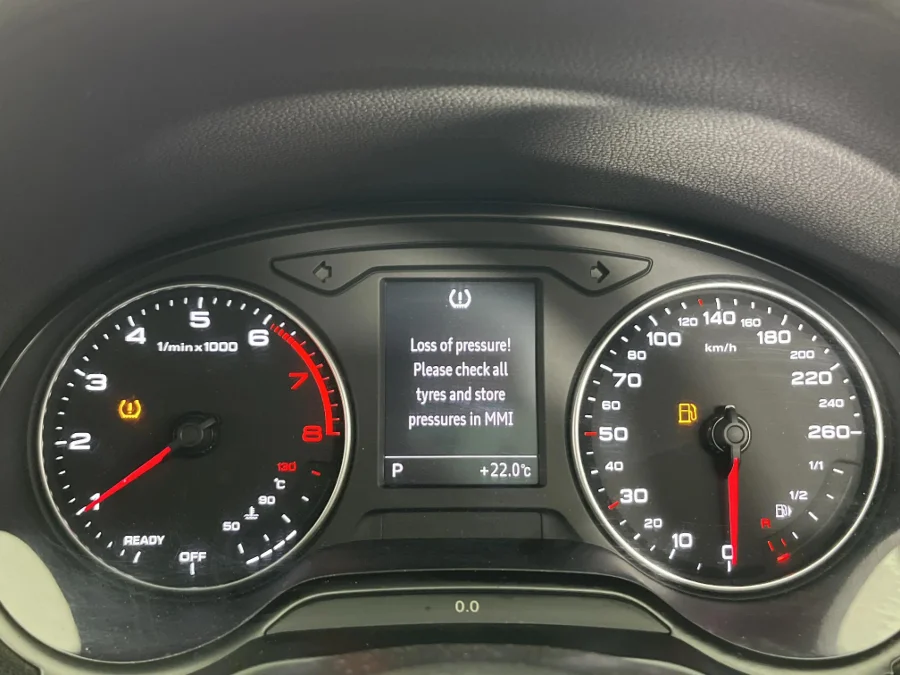 Loss of pressure!
Please check all
tyres and store
pressures in MMI
P
+22.0°C
1/min x 1000
OFF
READY
1
2
3
4
5
6
7
8
130
°C
90
50
km/h
0
10
20
30
40
50
60
70
80
100
120
140
160
180
200
220
240
260
1/1
1/2
R
0.0